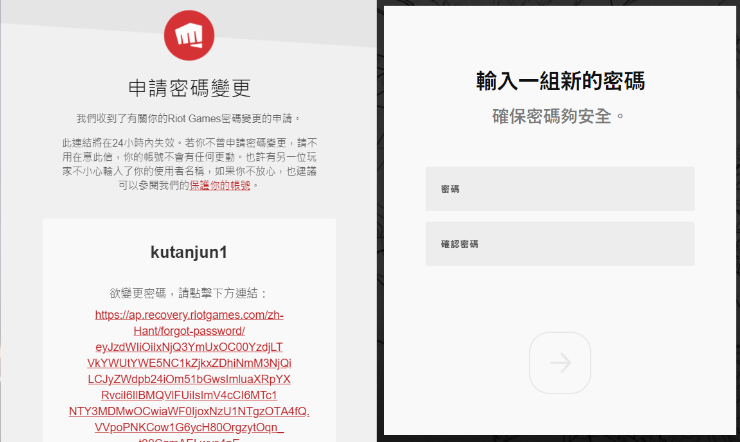 申請密碼變更
我們收到了有關你的Riot Games密碼變更的申請。
此連結將在24小時內失效。若你不曾申請密碼變更，請不
用在意此信，你的帳號不會有任何更動。也許有另一位玩
家不小心輸入了你的使用者名稱，如果你不放心，也建議
可以參閱我們的保護你的帳號。
kutanjun1
欲變更密碼，請點擊下方連結：
https://ap.recovery.riotgames.com/zh-
Hant/forgot-password/
eyJzdWIiOiIxNjQ3YmUxOC00YzdjLT
VkYWUtYWE5NC1kZjkxZDhiNmM3NjQi
LCJyZWdpb24iOm51bGwsImluaXRpYX
RvciI6IlBMQVlFUiIsImV4cCI6MTc1
NTY3MDMwOCwiaWF0IjoxNzU1NTgzOTA4fQ.
VVpoPNKCow1G6ycH80OrgzytOqn_
輸入一組新的密碼
確保密碼夠安全。
密碼
確認密碼